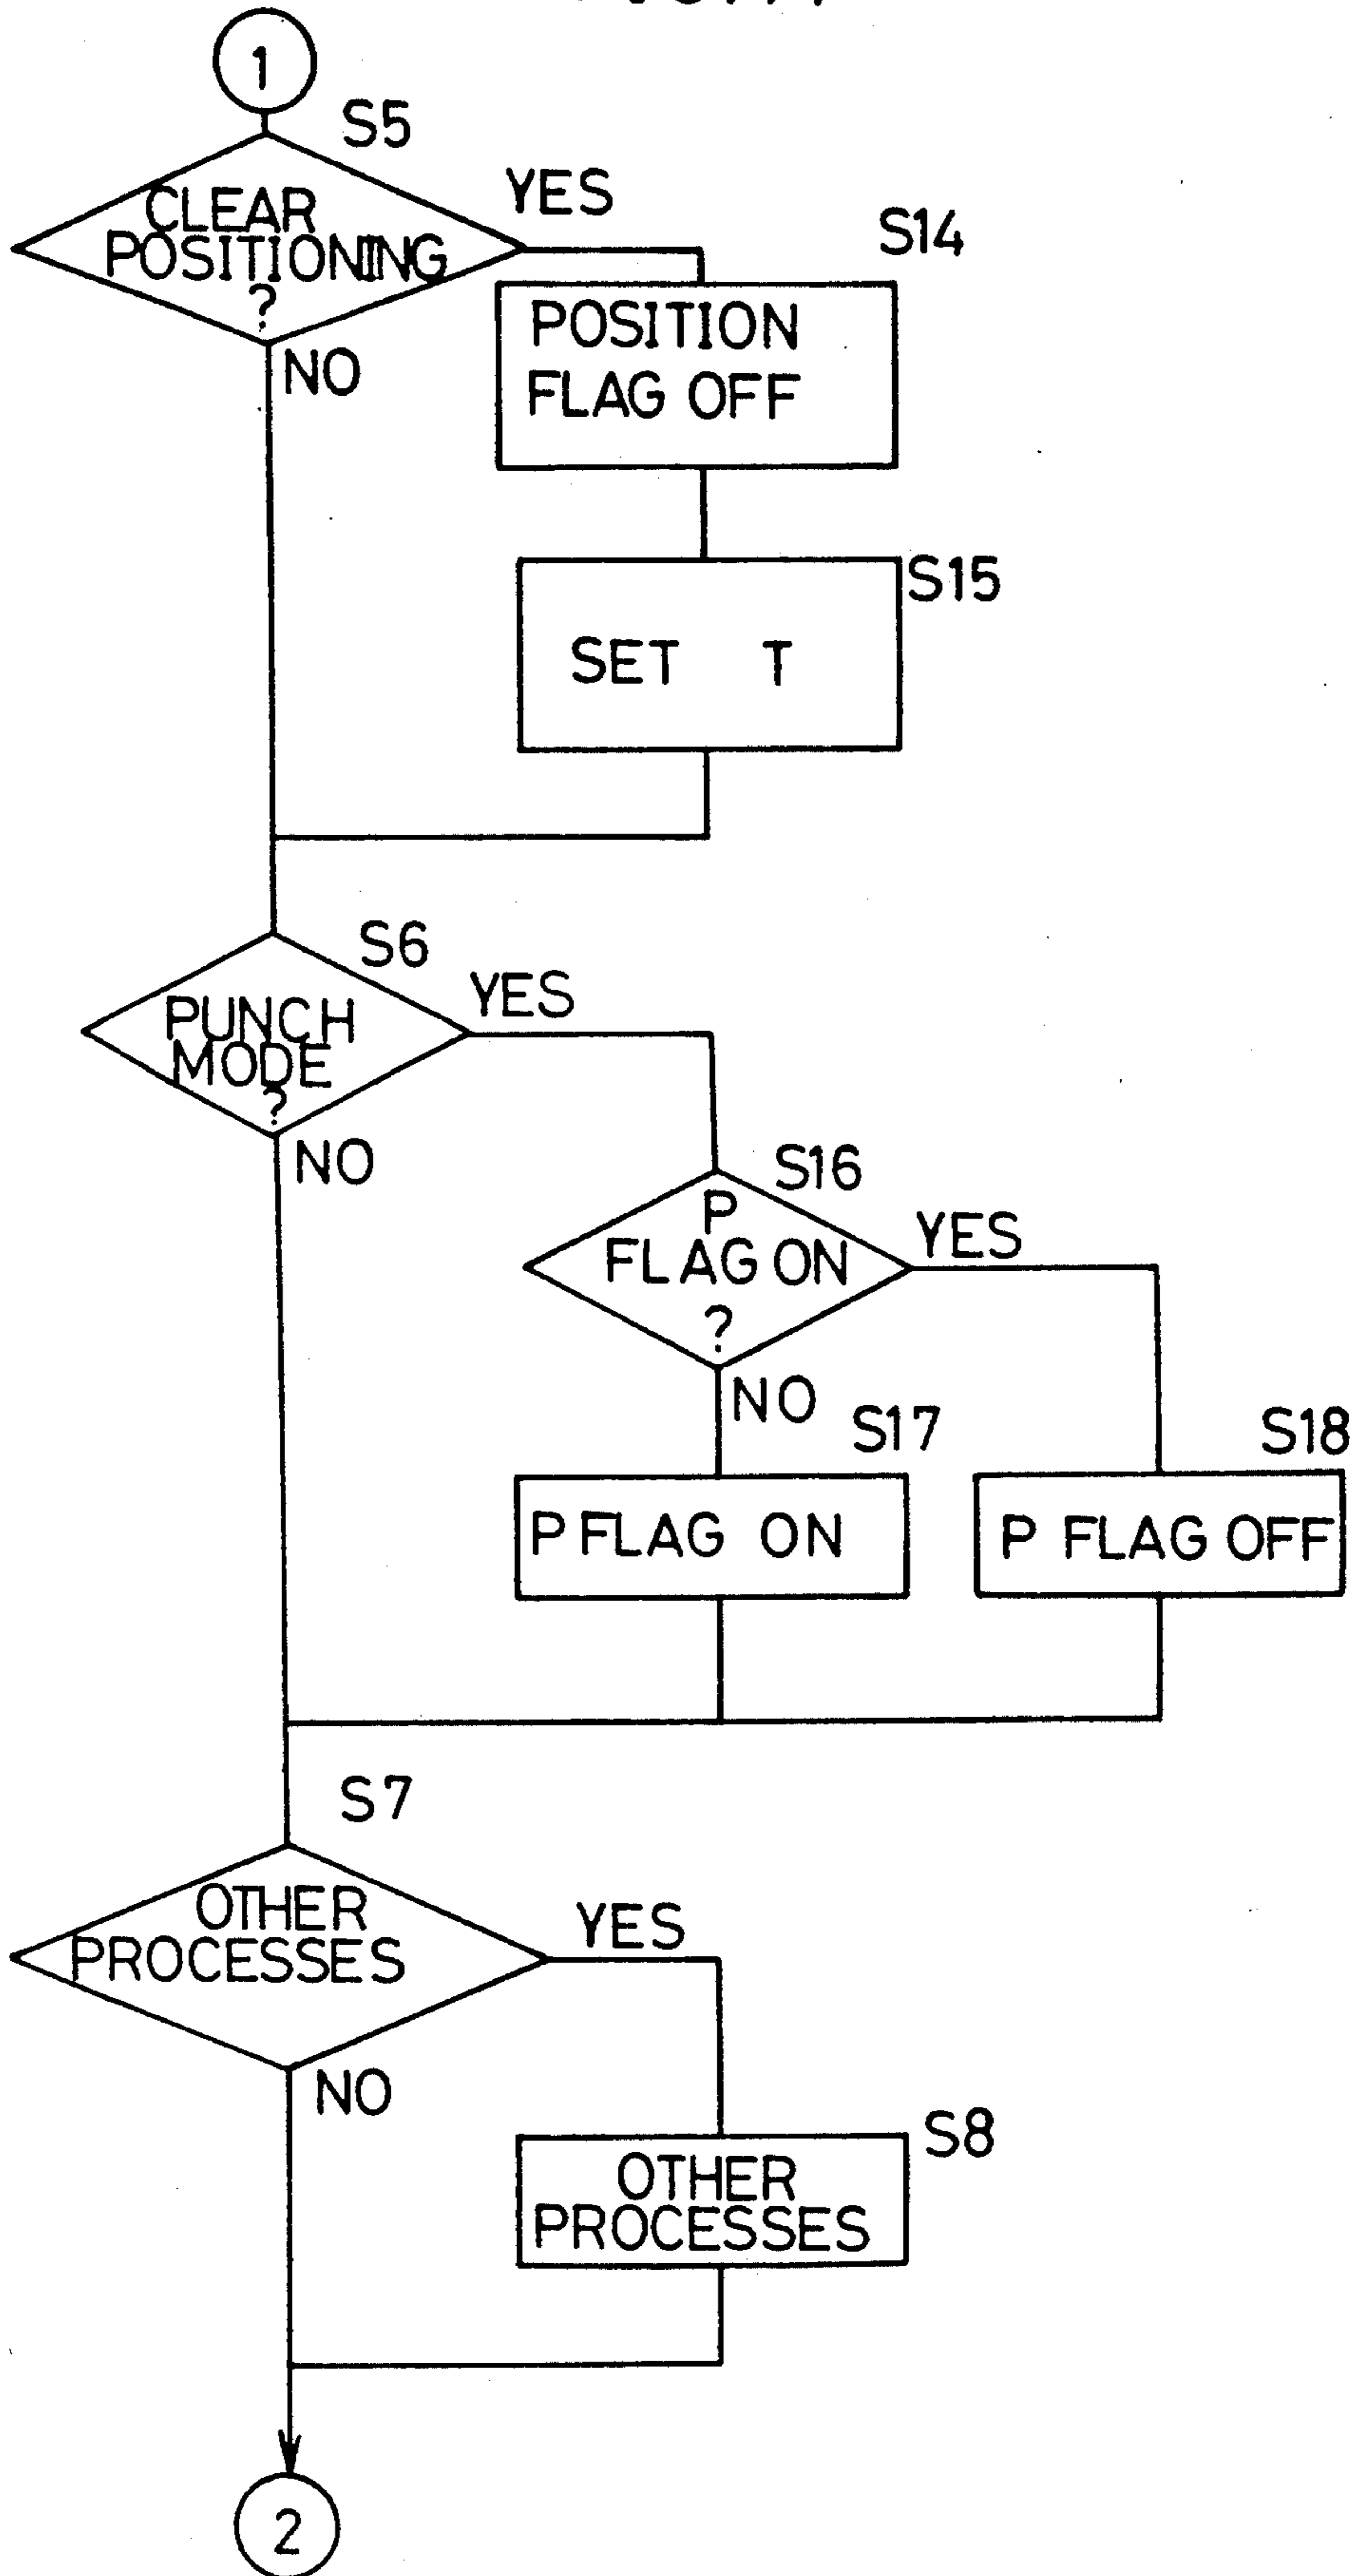 1
S5
CLEAR
POSITIONING
?
YES
NO
S14
POSITION
FLAG OFF
S15
SET T
S6
PUNCH
MODE
?
YES
NO
S16
P
FLAG ON
?
YES
NO
S17
P FLAG ON
S18
P FLAG OFF
S7
OTHER
PROCESSES
YES
NO
S8
OTHER
PROCESSES
2